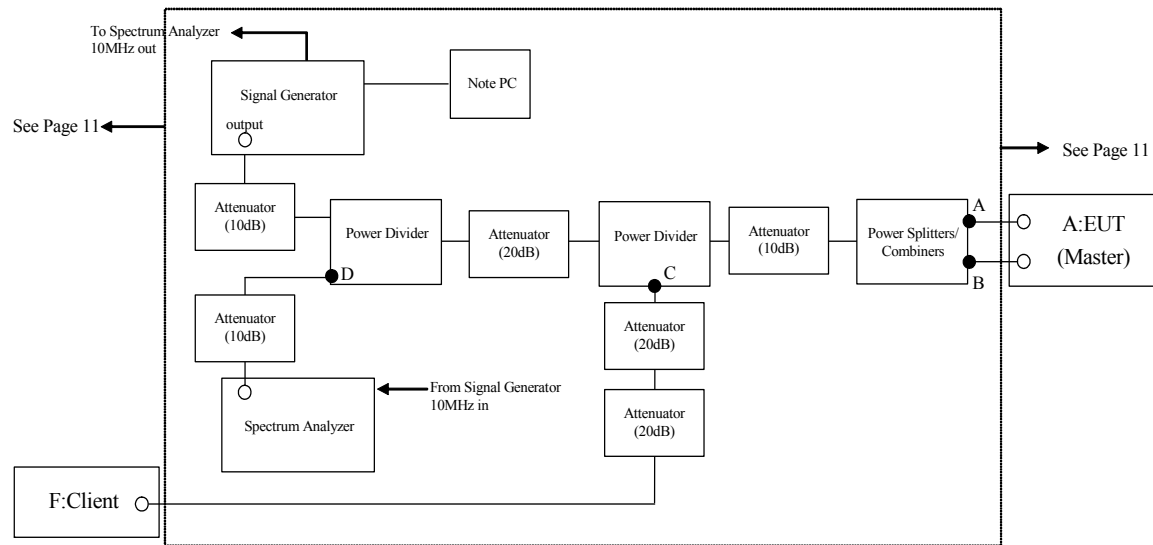 To Spectrum Analyzer
10MHz out
Signal Generator
output
Note PC
See Page 11
See Page 11
Attenuator
(10dB)
Power Divider
D
Attenuator
(20dB)
Power Divider
C
Attenuator
(10dB)
Power Splitters/
Combiners
A
B
A:EUT
(Master)
Attenuator
(10dB)
Attenuator
(20dB)
From Signal Generator
10MHz in
Spectrum Analyzer
Attenuator
(20dB)
F:Client